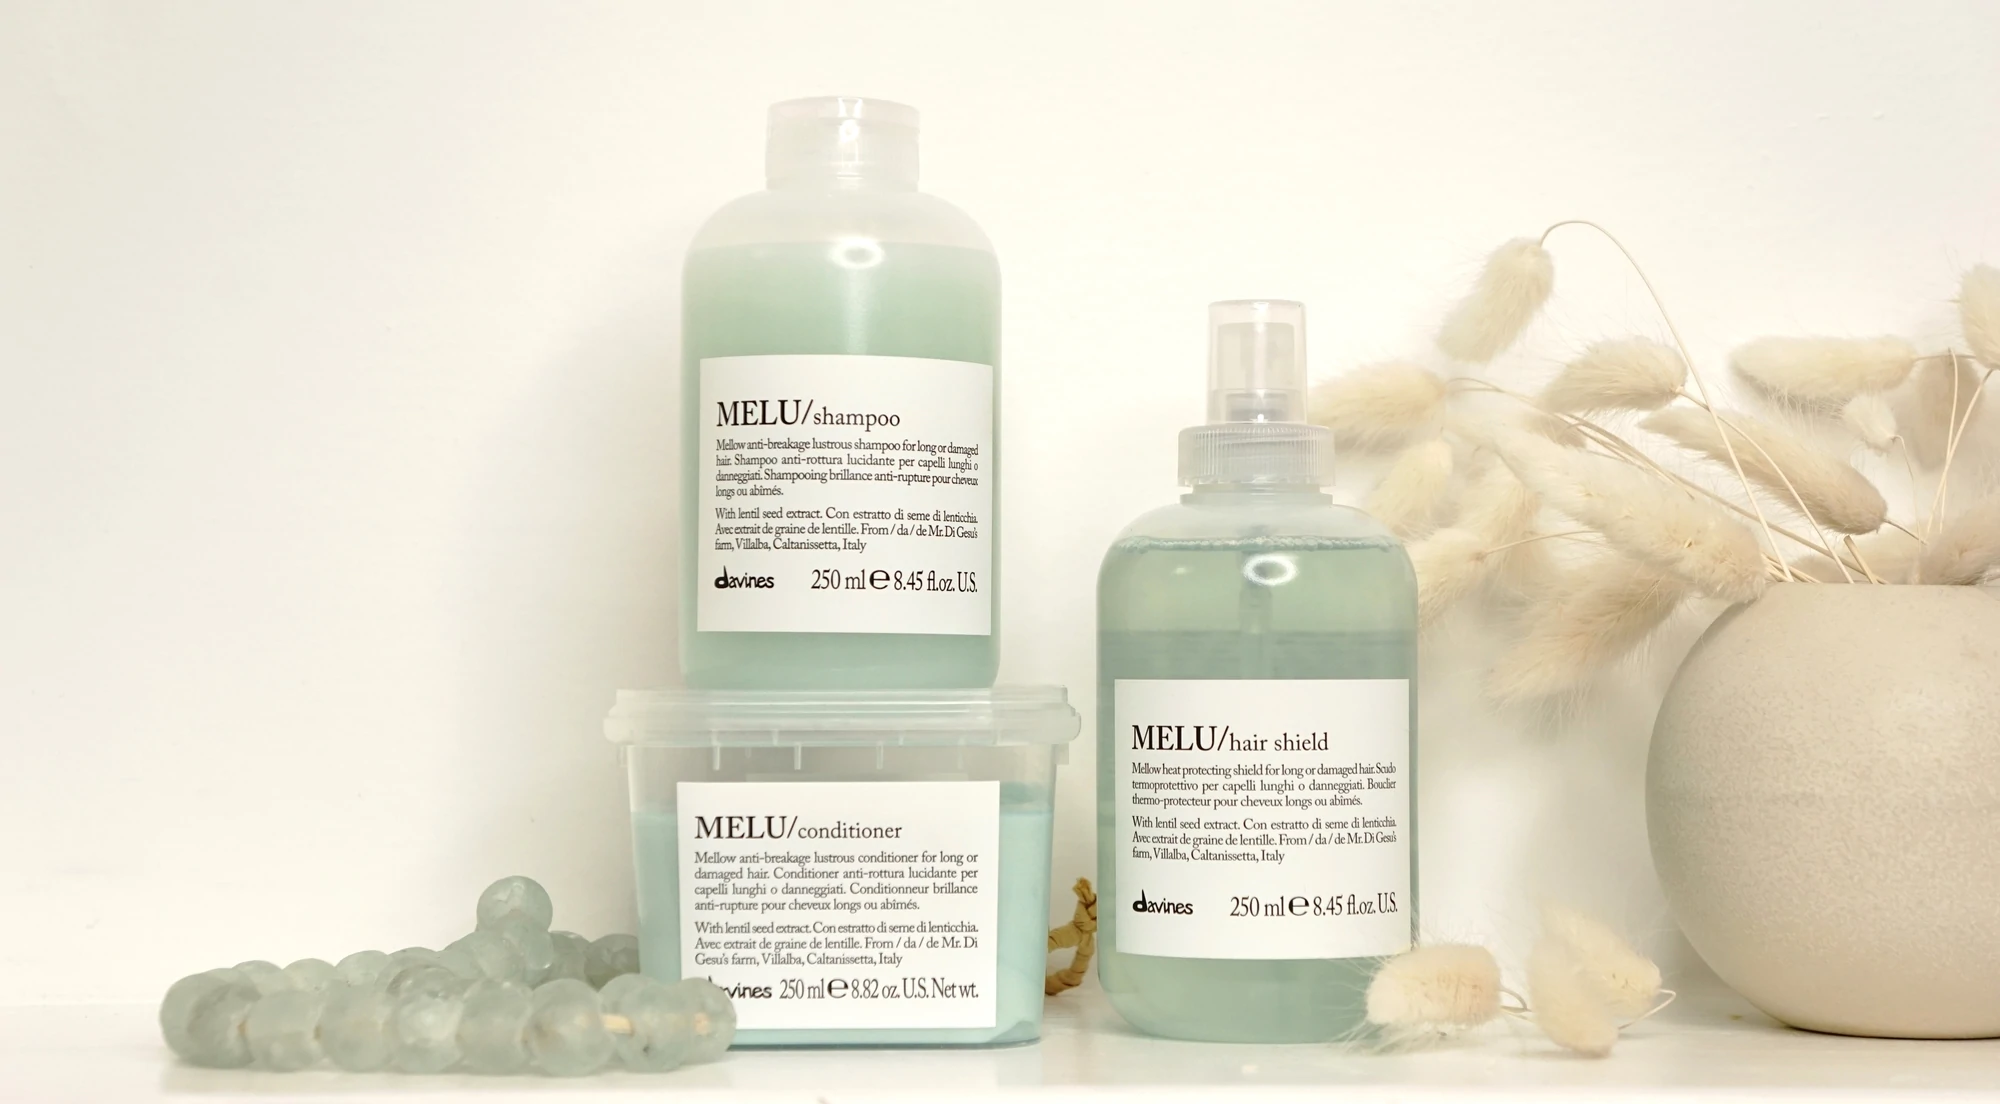 MELU/shampoo
Mellow anti-breakage lustrous shampoo for long or damaged
hair. Shampoo anti-rottura lucidante per capelli lunghi o
danneggiati. Shampooing brillance anti-rupture pour cheveux
longs ou abîmés.
With lentil seed extract. Con estratto di seme di lenticchia.
Avec extrait de graine de lentille. From / da / de Mr. Di Gesu's
farm, Villalba, Caltanissetta, Italy
davines 250 ml ℮ 8.45 fl.oz. U.S.
MELU/conditioner
Mellow anti-breakage lustrous conditioner for long or
damaged hair. Conditioner anti-rottura lucidante per
capelli lunghi o danneggiati. Conditionneur brillance
anti-rupture pour cheveux longs ou abîmés.
With lentil seed extract. Con estratto di seme di lenticchia.
Avec extrait de graine de lentille. From / da / de Mr. Di
Gesu's farm, Villalba, Caltanissetta, Italy
davines 250 ml ℮ 8.82 oz. U.S. Net wt.
MELU/hair shield
Mellow heat protecting shield for long or damaged hair. Scudo
termoprotettivo per capelli lunghi o danneggiati. Bouclier
thermo-protecteur pour cheveux longs ou abîmés.
With lentil seed extract. Con estratto di seme di lenticchia.
Avec extrait de graine de lentille. From / da / de Mr. Di Gesu's
farm, Villalba, Caltanissetta, Italy
davines 250 ml ℮ 8.45 fl.oz. U.S.